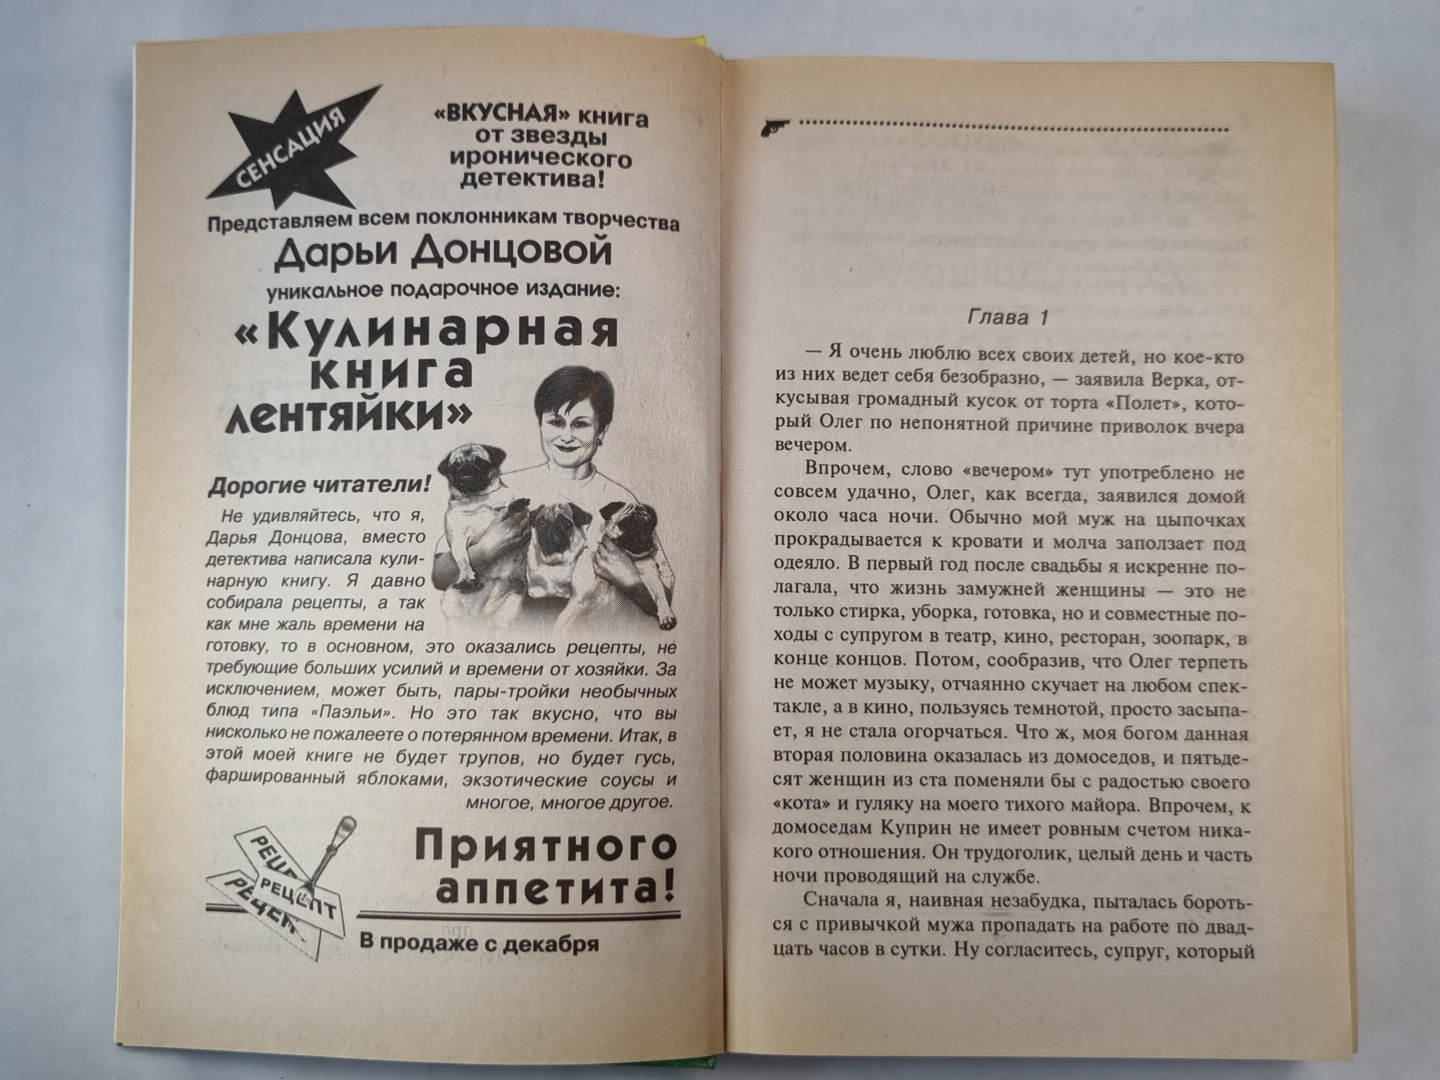 СЕНСАЦИЯ
«ВКУСНАЯ» книга
от звезды
иронического
детектива!
Представляем всем поклонникам творчества
Дарьи Донцовой
уникальное подарочное издание:
«Кулинарная
книга
лентяйки»
Дорогие читатели!
Не удивляйтесь, что я,
Дарья Донцова, вместо
детектива написала кули-
нарную книгу. Я давно
собирала рецепты, а так
как мне жаль времени на
готовку, то в основном, это оказались рецепты, не
требующие больших усилий и времени от хозяйки. За
исключением, может быть, пары-тройки необычных
блюд типа «Паэльи». Но это так вкусно, что вы
нисколько не пожалеете о потерянном времени. Итак, в
этой моей книге не будет трупов, но будет гусь,
фаршированный яблоками, экзотические соусы и
многое, многое другое.
РЕЦЕ
РЕЦЕПТ
РЕЦЕП
Приятного
аппетита!
В продаже с декабря
Глава 1
— Я очень люблю всех своих детей, но кое-кто
из них ведет себя безобразно, — заявила Верка, от-
кусывая громадный кусок от торта «Полет», кото-
рый Олег по непонятной причине приволок вчера
вечером.
Впрочем, слово «вечером» тут употреблено не
совсем удачно, Олег, как всегда, заявился домой
около часа ночи. Обычно мой муж на цыпочках
прокрадывается к кровати и молча заползает под
одеяло. В первый год после свадьбы я искренне по-
лагала, что жизнь замужней женщины — это не
только стирка, уборка, готовка, но и совместные по-
ходы с супругом в театр, кино, ресторан, зоопарк, в
конце концов. Потом, сообразив, что Олег терпеть
не может музыку, отчаянно скучает на любом спек-
такле, а в кино, пользуясь темнотой, просто засыпа-
ет, я не стала огорчаться. Что ж, моя богом данная
вторая половина оказалась из домоседов, и пятьде-
сят женщин из ста поменяли бы с радостью своего
«кота» и гуляку на моего тихого майора. Впрочем, к
домоседам Куприн не имеет ровным счетом ника-
кого отношения. Он трудоголик, целый день и часть
ночи проводящий на службе.
Сначала я, наивная незабудка, пыталась бороть-
ся с привычкой мужа пропадать на работе по двад-
цать часов в сутки. Ну согласитесь, супруг, который